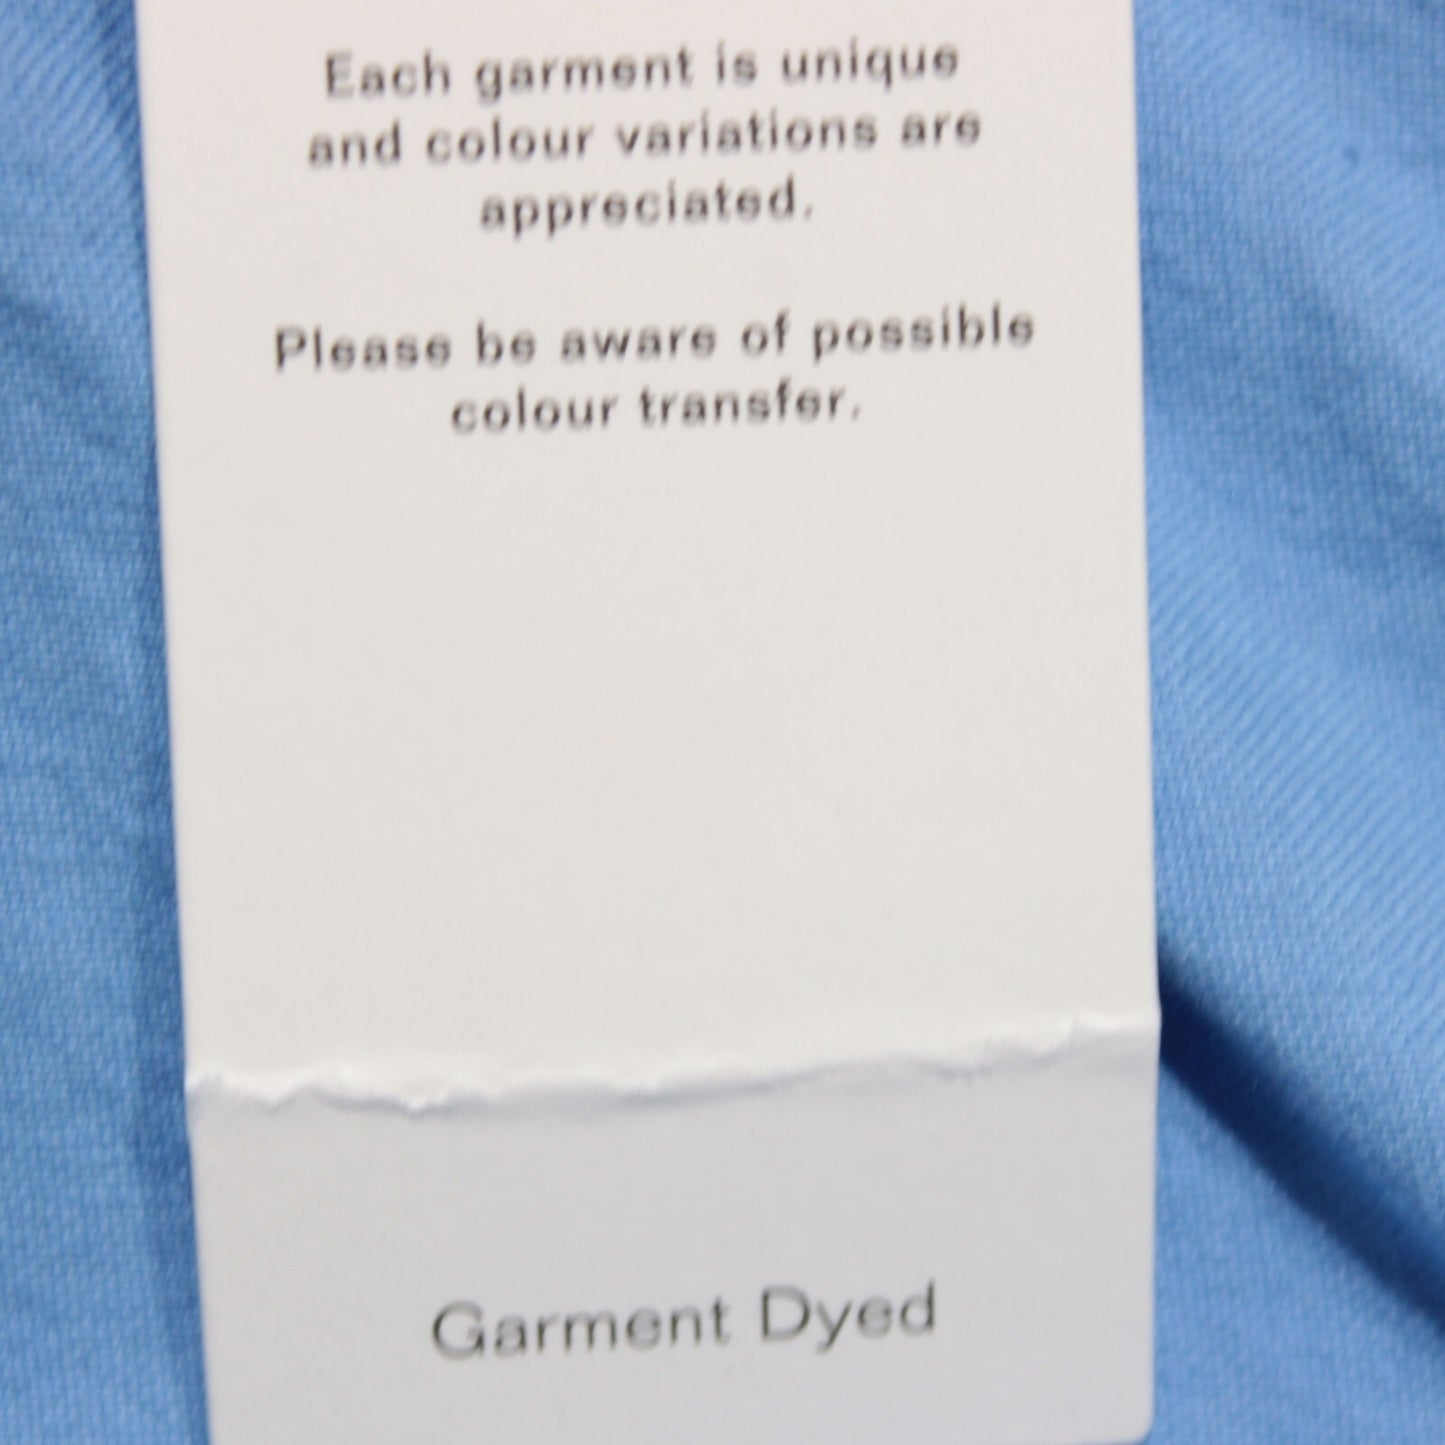 Each garment is unique
and colour variations are
appreciated.
Please be aware of possible
colour transfer.
Garment Dyed